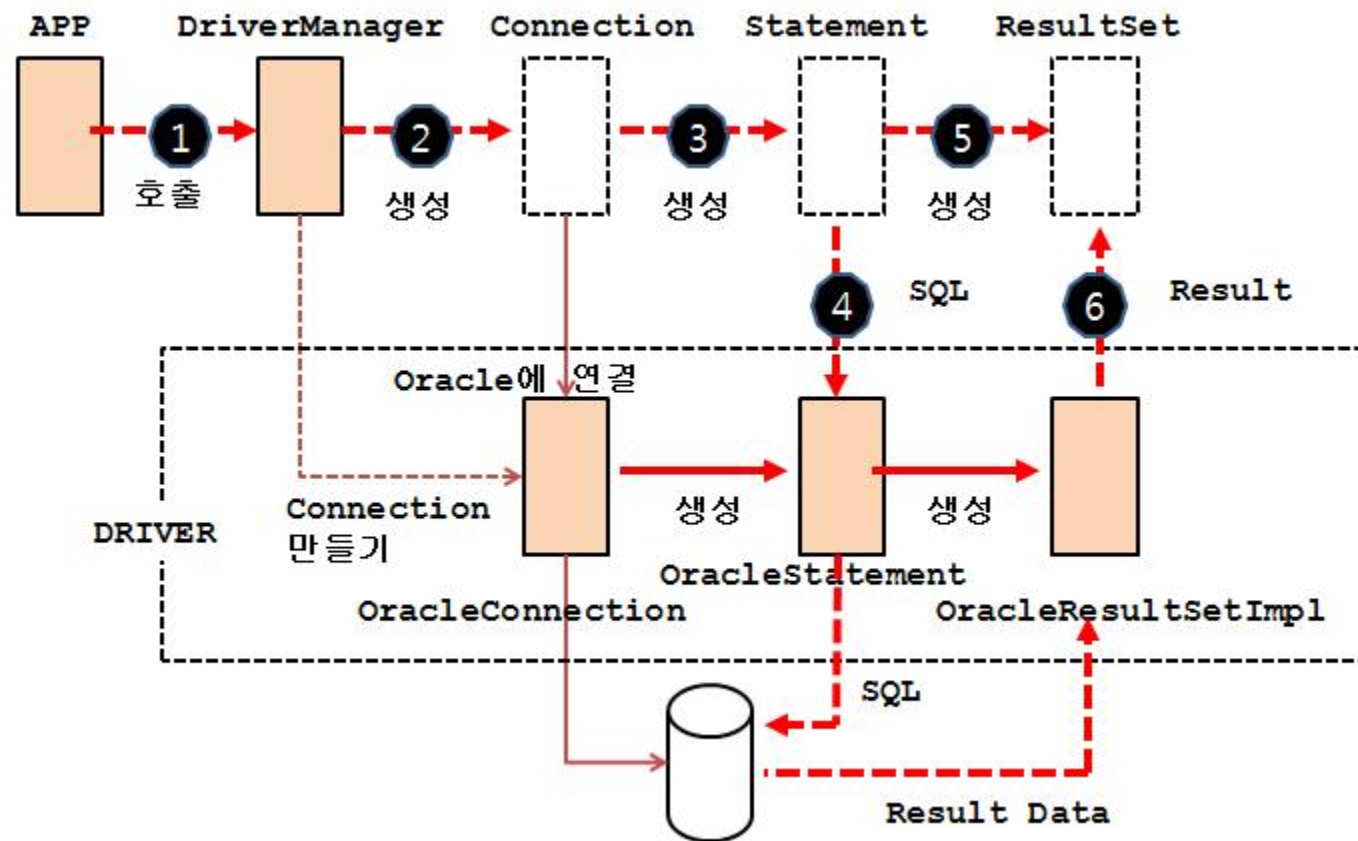 APP
DriverManager
Connection
Statement
ResultSet
1
2
3
5
호출
생성
생성
생성
4
SQL
6
Result
Oracle에 연결
Connection
만들기
생성
생성
DRIVER
OracleStatement
OracleConnection
OracleResultSetImpl
SQL
Result Data